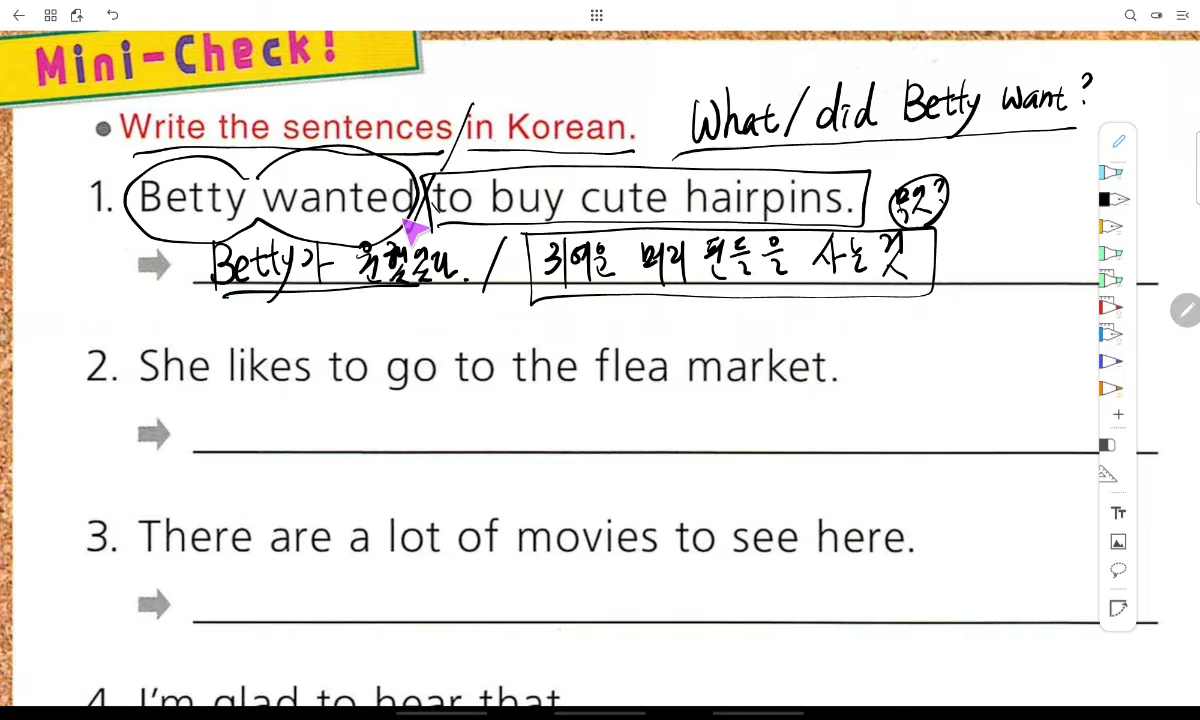 Mini-Check!
What / did Betty want?
● Write the sentences / in Korean.
1. Betty wanted / to buy cute hairpins. 무엇?
Betty가 원했습니다. / 귀여운 머리 핀들을 사는 것
2. She likes to go to the flea market.
3. There are a lot of movies to see here.
4. I'm glad to hear that